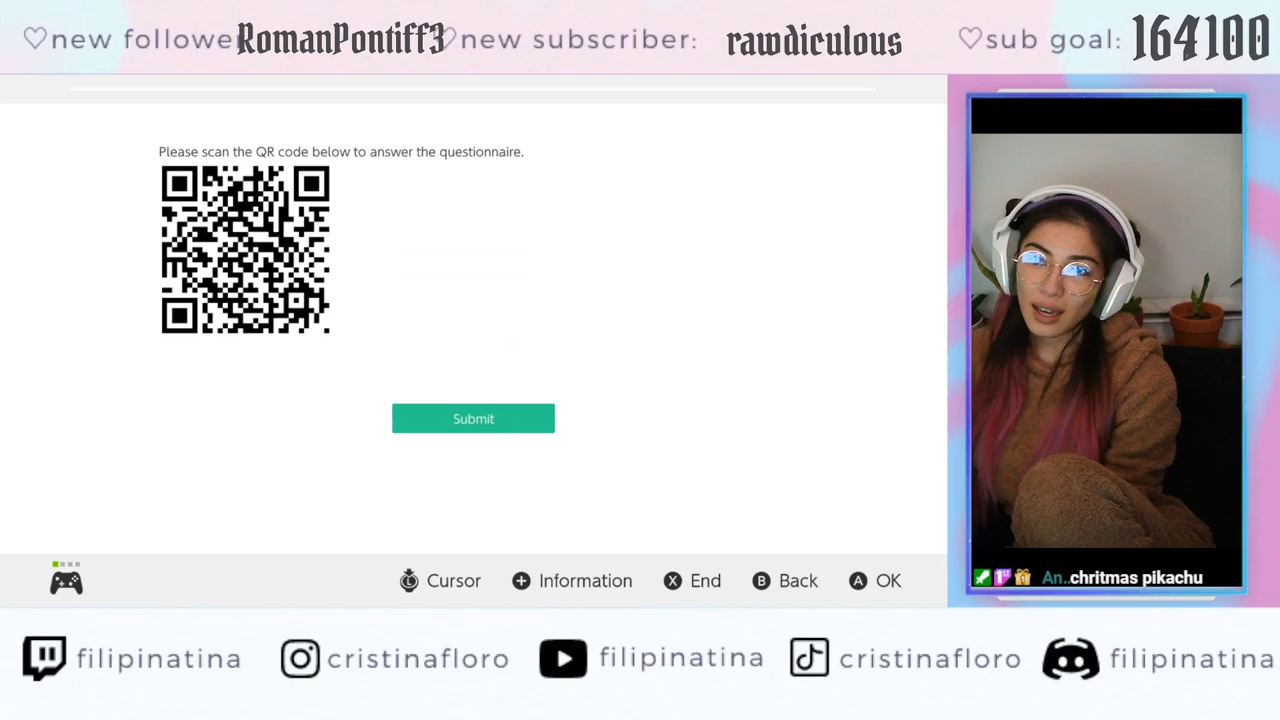 ♡new follower
RomanPontiff3
♡new subscriber:
rawdiculous
♡sub goal:
164100
Please scan the QR code below to answer the questionnaire.
Submit
Cursor
+ Information
X End
B Back
A OK
An..chritmas pikachu
filipinatina
cristinafloro
filipinatina
cristinafloro
filipinatina